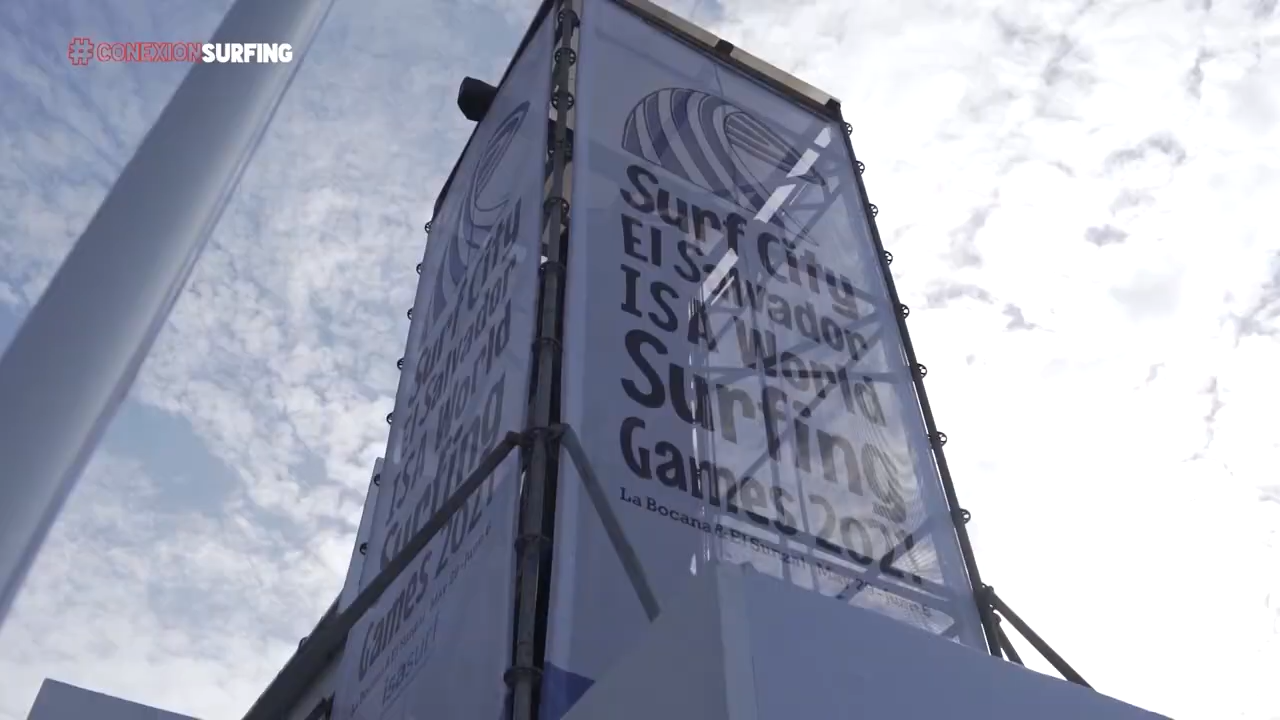 #CONEXIONSURFING
Surf City
El Salvador
ISA World
Surfing
Games 2021
La Bocana & El Sunzal, May 29-June 6
Surf City
El Salvador
ISA World
Surfing
Games 2021
isasurf